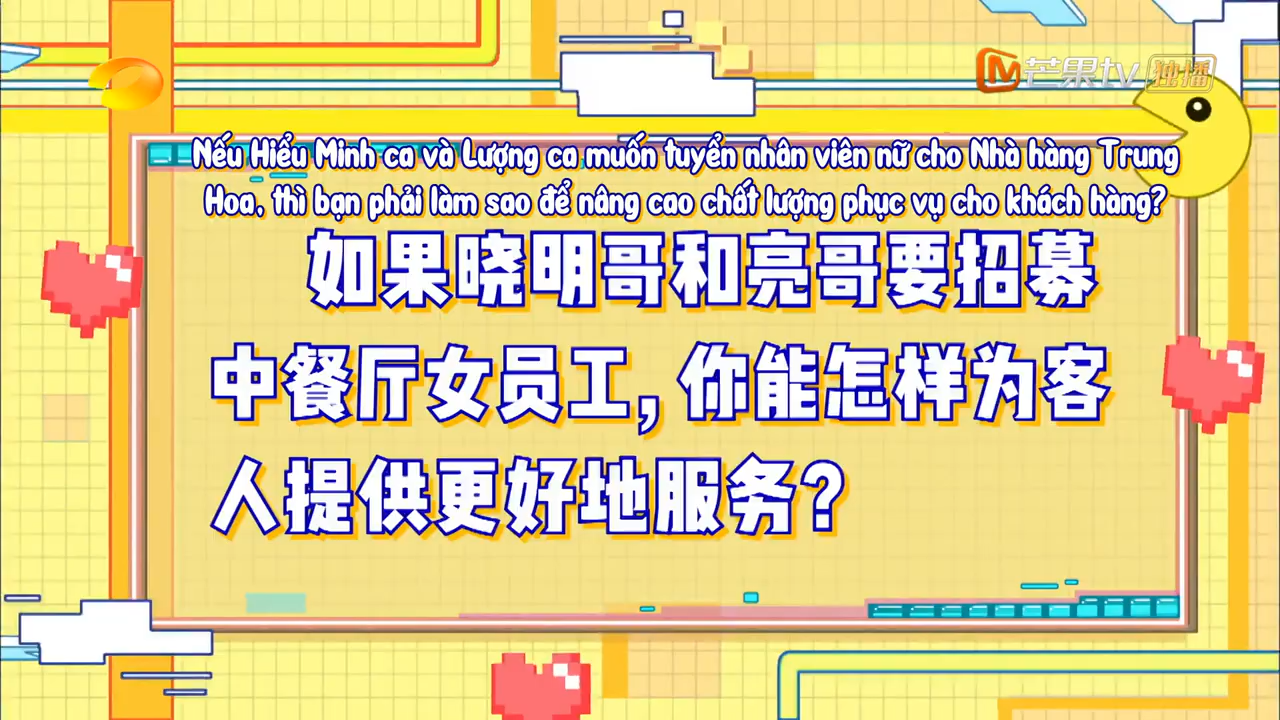 芒果tv 独播
Nếu Hiểu Minh ca và Lượng ca muốn tuyển nhân viên nữ cho Nhà hàng Trung
Hoa, thì bạn phải làm sao để nâng cao chất lượng phục vụ cho khách hàng?
如果晓明哥和亮哥要招募
中餐厅女员工,你能怎样为客
人提供更好地服务?